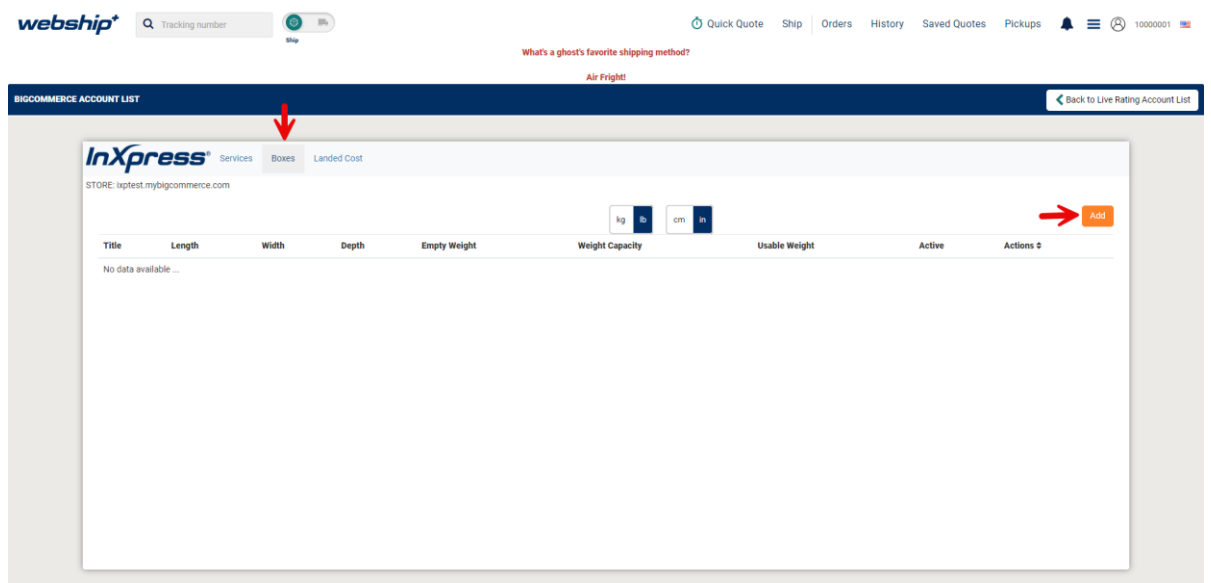 webship+ Tracking number Quick Quote Ship Orders History Saved Quotes Pickups 10000001
Ship
What's a ghost's favorite shipping method?
Air Fright!
BIGCOMMERCE ACCOUNT LIST Back to Live Rating Account List
InXpress® Services Boxes Landed Cost
STORE: ixptest.mybigcommerce.com
kg lb cm in Add
Title Length Width Depth Empty Weight Weight Capacity Usable Weight Active Actions
No data available ...